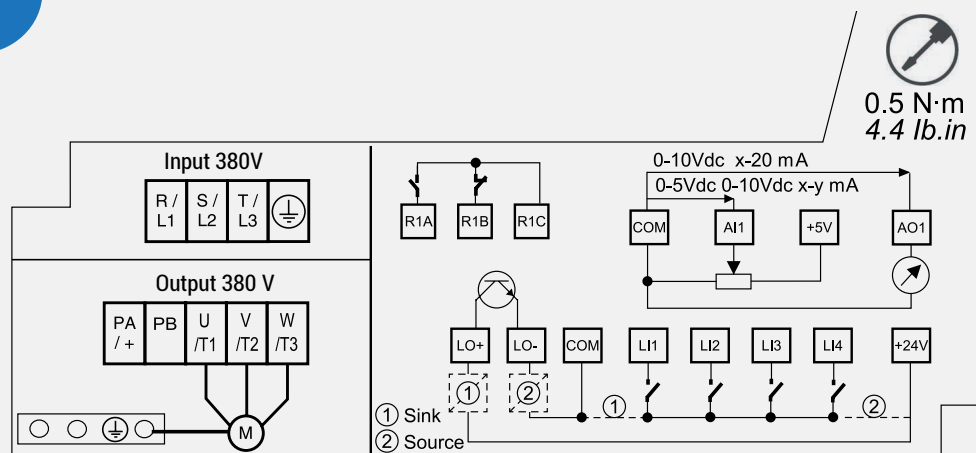 0.5 N·m
4.4 lb.in
Input 380V
R / L1
S / L2
T / L3
Output 380 V
PA / +
PB
U /T1
V /T2
W /T3
M
R1A
R1B
R1C
0-10Vdc x-20 mA
0-5Vdc 0-10Vdc x-y mA
COM
AI1
+5V
AO1
LO+
LO-
COM
LI1
LI2
LI3
LI4
+24V
①
②
①
②
① Sink
② Source